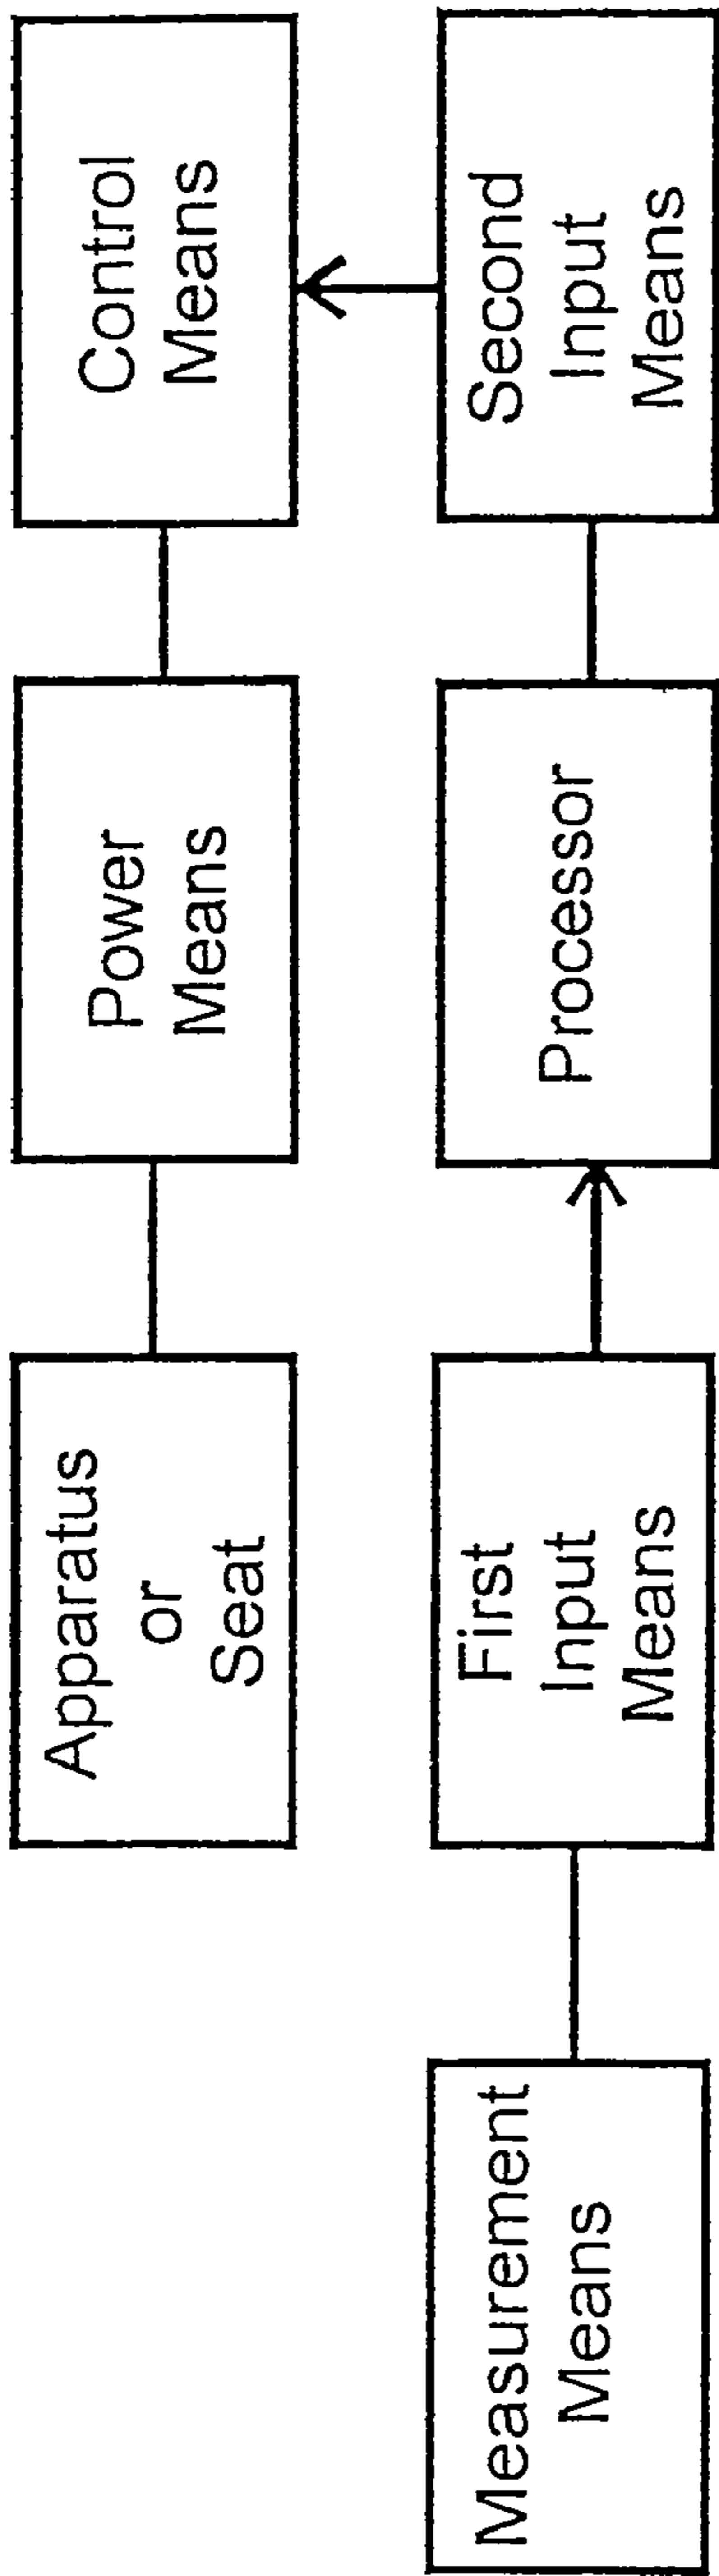 Apparatus
or
Seat
Power
Means
Control
Means
Measurement
Means
First
Input
Means
Processor
Second
Input
Means